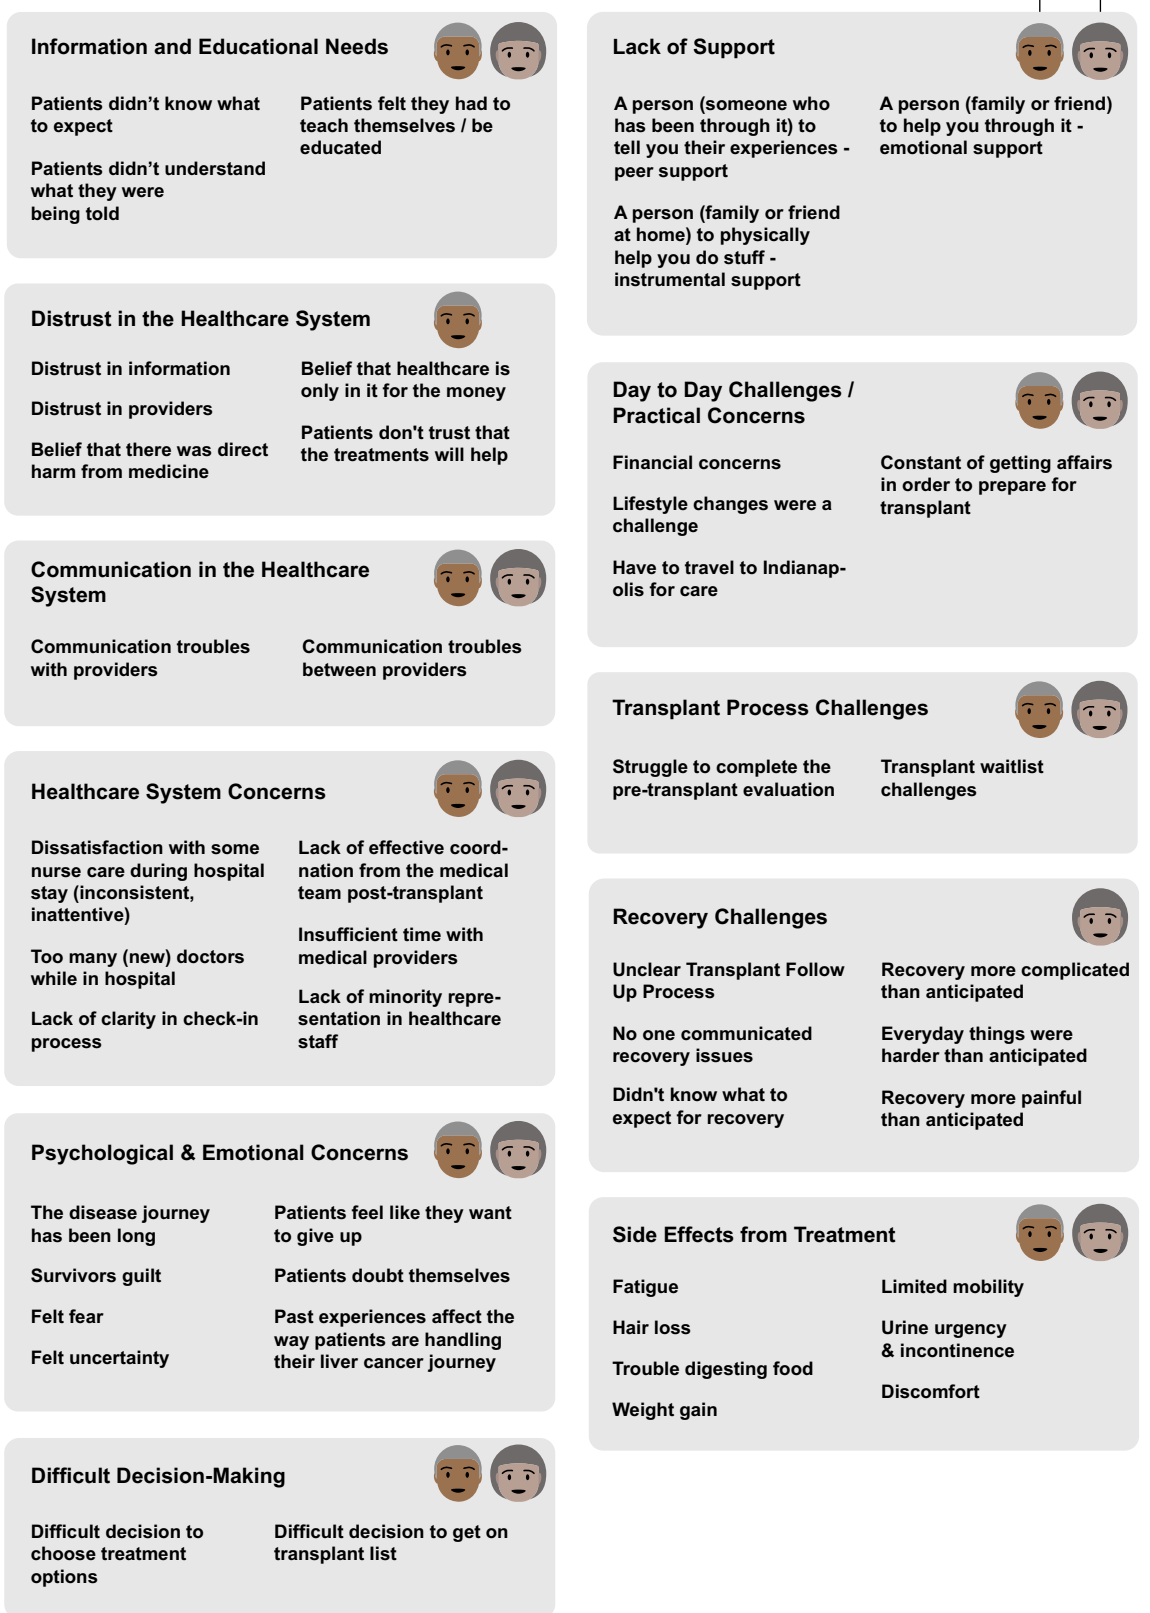 Information and Educational Needs
Patients didn’t know what
to expect
Patients didn’t understand
what they were
being told
Patients felt they had to
teach themselves / be
educated
Distrust in the Healthcare System
Distrust in information
Distrust in providers
Belief that there was direct
harm from medicine
Belief that healthcare is
only in it for the money
Patients don't trust that
the treatments will help
Communication in the Healthcare
System
Communication troubles
with providers
Communication troubles
between providers
Healthcare System Concerns
Dissatisfaction with some
nurse care during hospital
stay (inconsistent,
inattentive)
Too many (new) doctors
while in hospital
Lack of clarity in check-in
process
Lack of effective coord-
nation from the medical
team post-transplant
Insufficient time with
medical providers
Lack of minority repre-
sentation in healthcare
staff
Psychological & Emotional Concerns
The disease journey
has been long
Survivors guilt
Felt fear
Felt uncertainty
Patients feel like they want
to give up
Patients doubt themselves
Past experiences affect the
way patients are handling
their liver cancer journey
Difficult Decision-Making
Difficult decision to
choose treatment
options
Difficult decision to get on
transplant list
Lack of Support
A person (someone who
has been through it) to
tell you their experiences -
peer support
A person (family or friend
at home) to physically
help you do stuff -
instrumental support
A person (family or friend)
to help you through it -
emotional support
Day to Day Challenges /
Practical Concerns
Financial concerns
Lifestyle changes were a
challenge
Have to travel to Indianap-
olis for care
Constant of getting affairs
in order to prepare for
transplant
Transplant Process Challenges
Struggle to complete the
pre-transplant evaluation
Transplant waitlist
challenges
Recovery Challenges
Unclear Transplant Follow
Up Process
No one communicated
recovery issues
Didn't know what to
expect for recovery
Recovery more complicated
than anticipated
Everyday things were
harder than anticipated
Recovery more painful
than anticipated
Side Effects from Treatment
Fatigue
Hair loss
Trouble digesting food
Weight gain
Limited mobility
Urine urgency
& incontinence
Discomfort